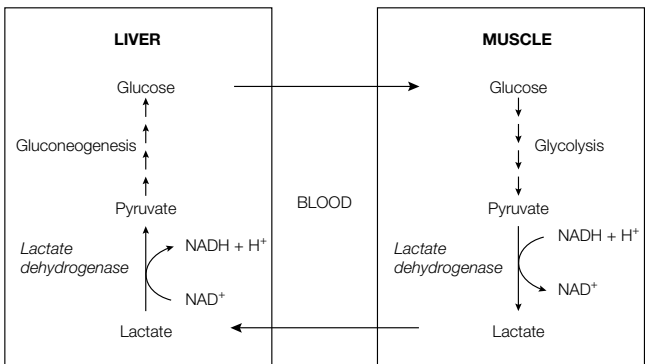 LIVER
Glucose
Gluconeogenesis
Pyruvate
Lactate
dehydrogenase
NADH + H⁺
NAD⁺
Lactate
BLOOD
MUSCLE
Glucose
Glycolysis
Pyruvate
Lactate
dehydrogenase
NADH + H⁺
NAD⁺
Lactate